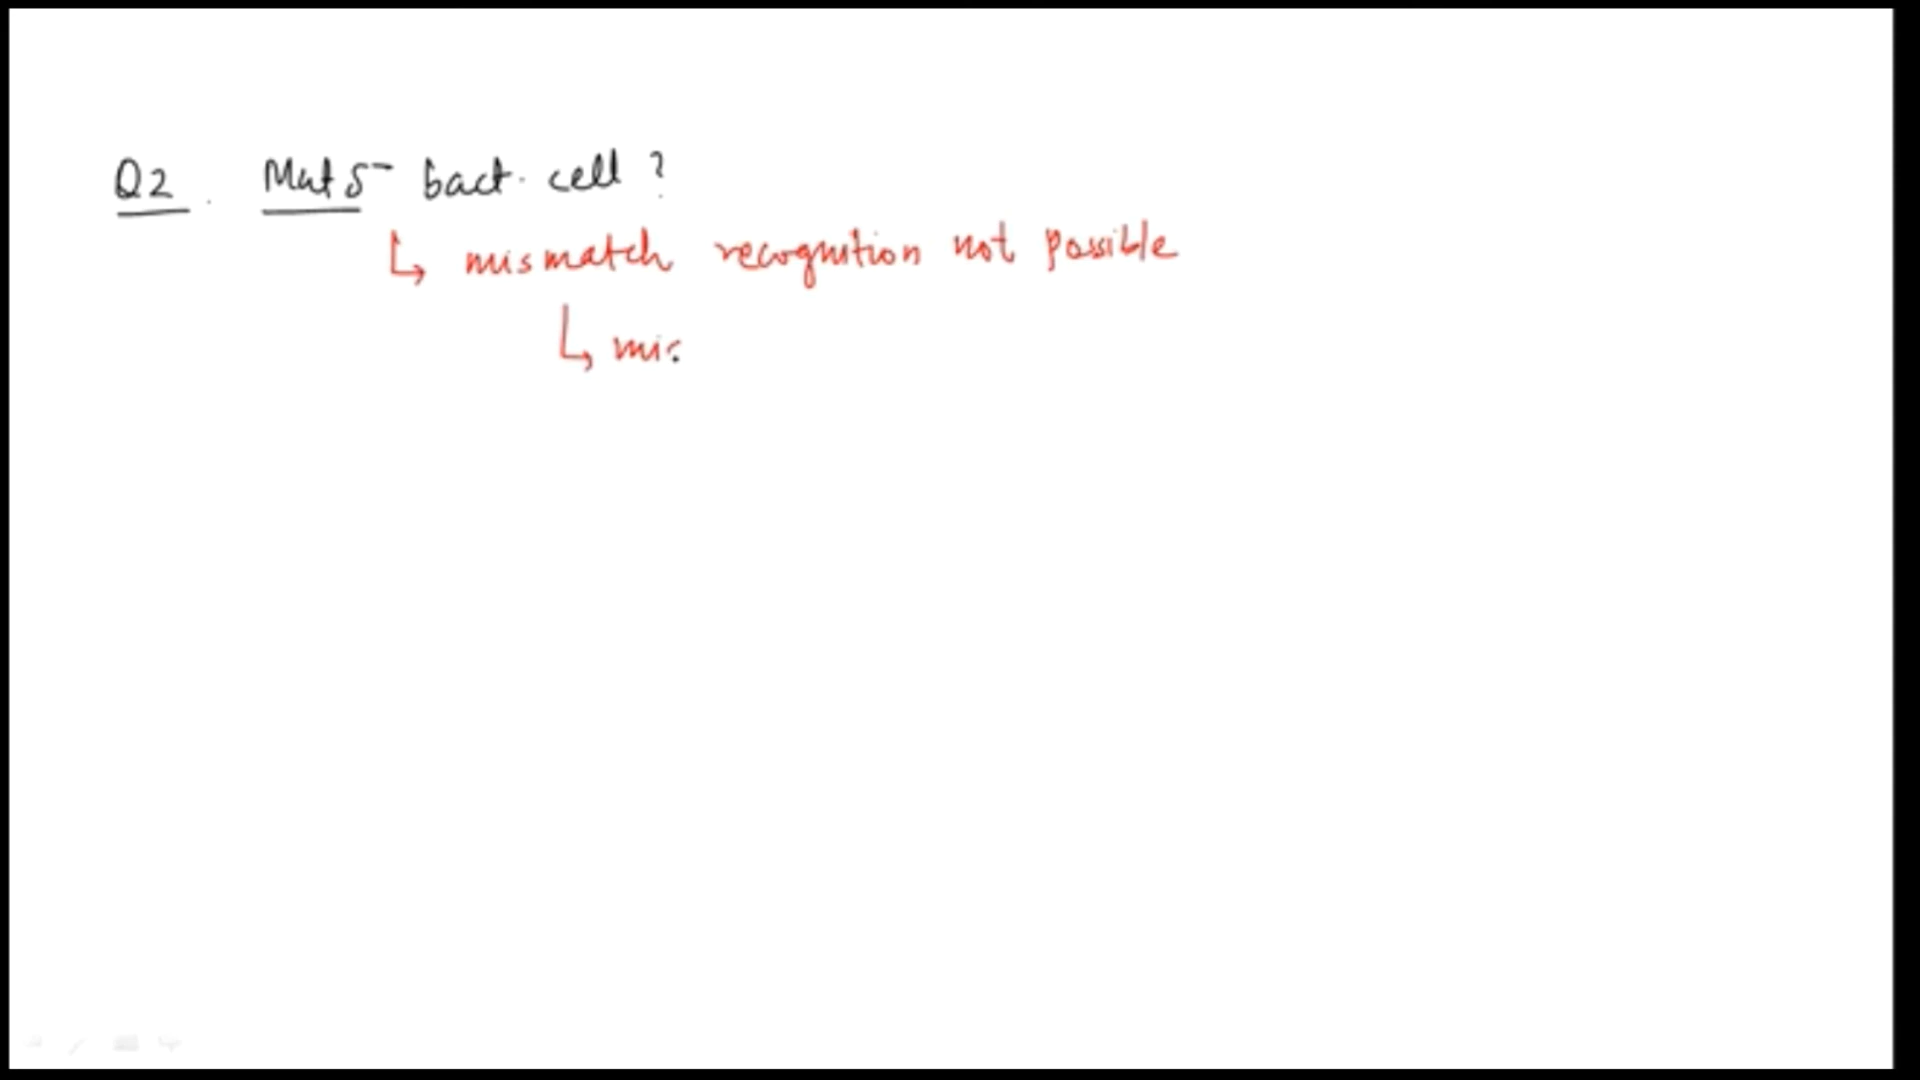 Q2. MutS⁻ bact. cell ?
↳ mismatch recognition not possible
↳ mis